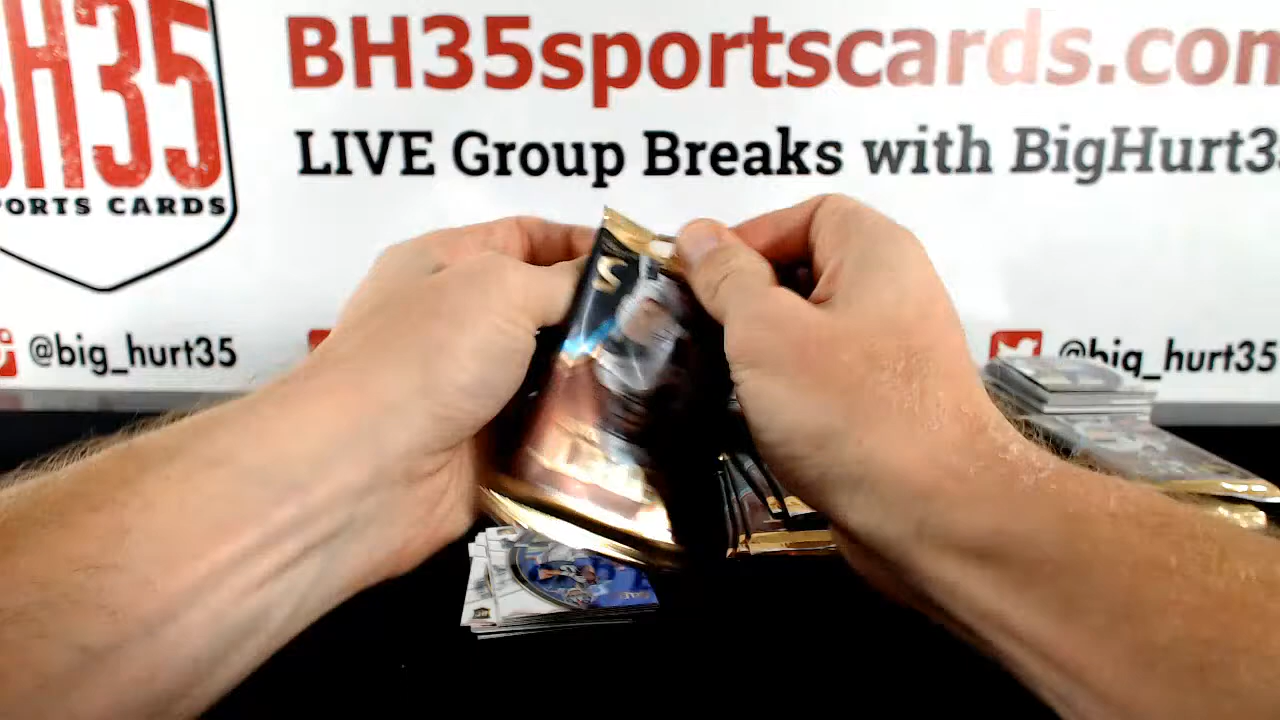 BH35
PORTS CARDS
BH35sportscards.com
LIVE Group Breaks with BigHurt3
@big_hurt35
@big_hurt35